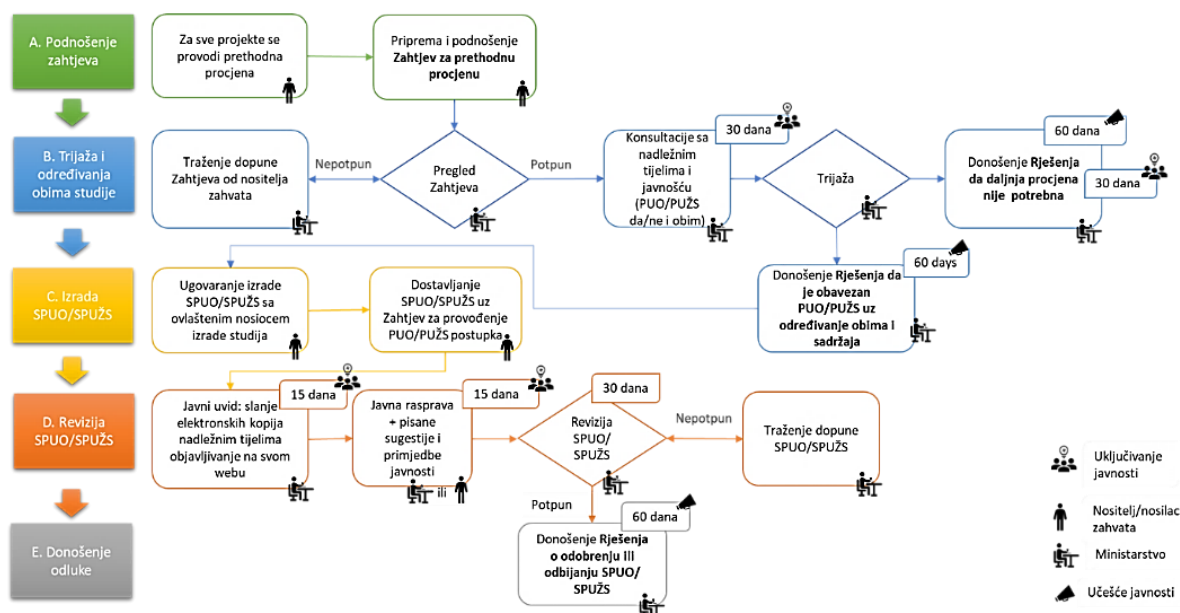 A. Podnošenje
zahtjeva
Za sve projekte se
provodi prethodna
procjena
Priprema i podnošenje
Zahtjev za prethodnu
procjenu
B. Trijaža i
određivanja
obima studije
Traženje dopune
Zahtjeva od nositelja
zahvata
Nepotpun
Pregled
Zahtjeva
Potpun
30 dana
Konsultacije sa
nadležnim
tijelima i
javnošću
(PUO/PUŽS
da/ne i obim)
Trijaža
60 dana
Donošenje Rješenja
da daljnja procjena
nije potrebna
30 dana
C. Izrada
SPUO/SPUŽS
Ugovaranje izrade
SPUO/SPUŽS sa
ovlaštenim nosiocem
izrade studija
Dostavljanje
SPUO/SPUŽS uz
Zahtjev za provođenje
PUO/PUŽS postupka
60 days
Donošenje Rješenja da
je obavezan
PUO/PUŽS uz
određivanje obima i
sadržaja
D. Revizija
SPUO/SPUŽS
15 dana
Javni uvid: slanje
elektronskih kopija
nadležnim tijelima
objavljivanje na svom
webu
15 dana
Javna rasprava
+ pisane
sugestije i
primjedbe
javnosti
ili
30 dana
Revizija
SPUO/
SPUŽS
Nepotpun
Traženje dopune
SPUO/SPUŽS
Potpun
E. Donošenje
odluke
60 dana
Donošenje Rješenja
o odobrenju III
odbijanju SPUO/
SPUŽS
Uključivanje
javnosti
Nositelj/nosilac
zahvata
Ministarstvo
Učešće javnosti